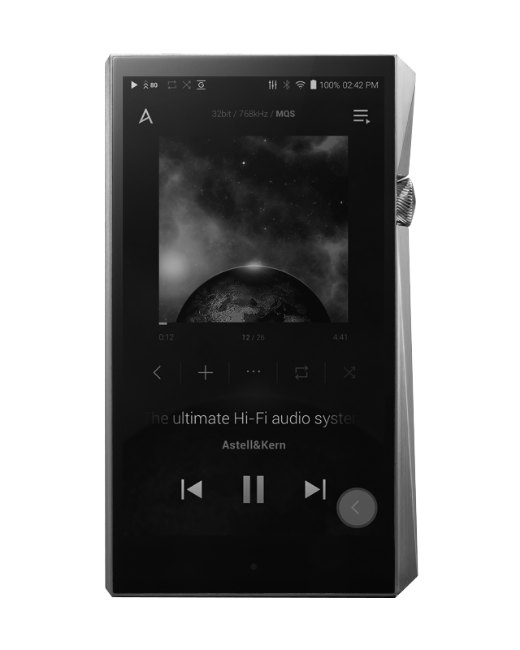 80 100% 02:42 PM
32bit / 768kHz / MQS
0:12 12 / 26 4:41
he ultimate Hi-Fi audio syste
Astell&Kern